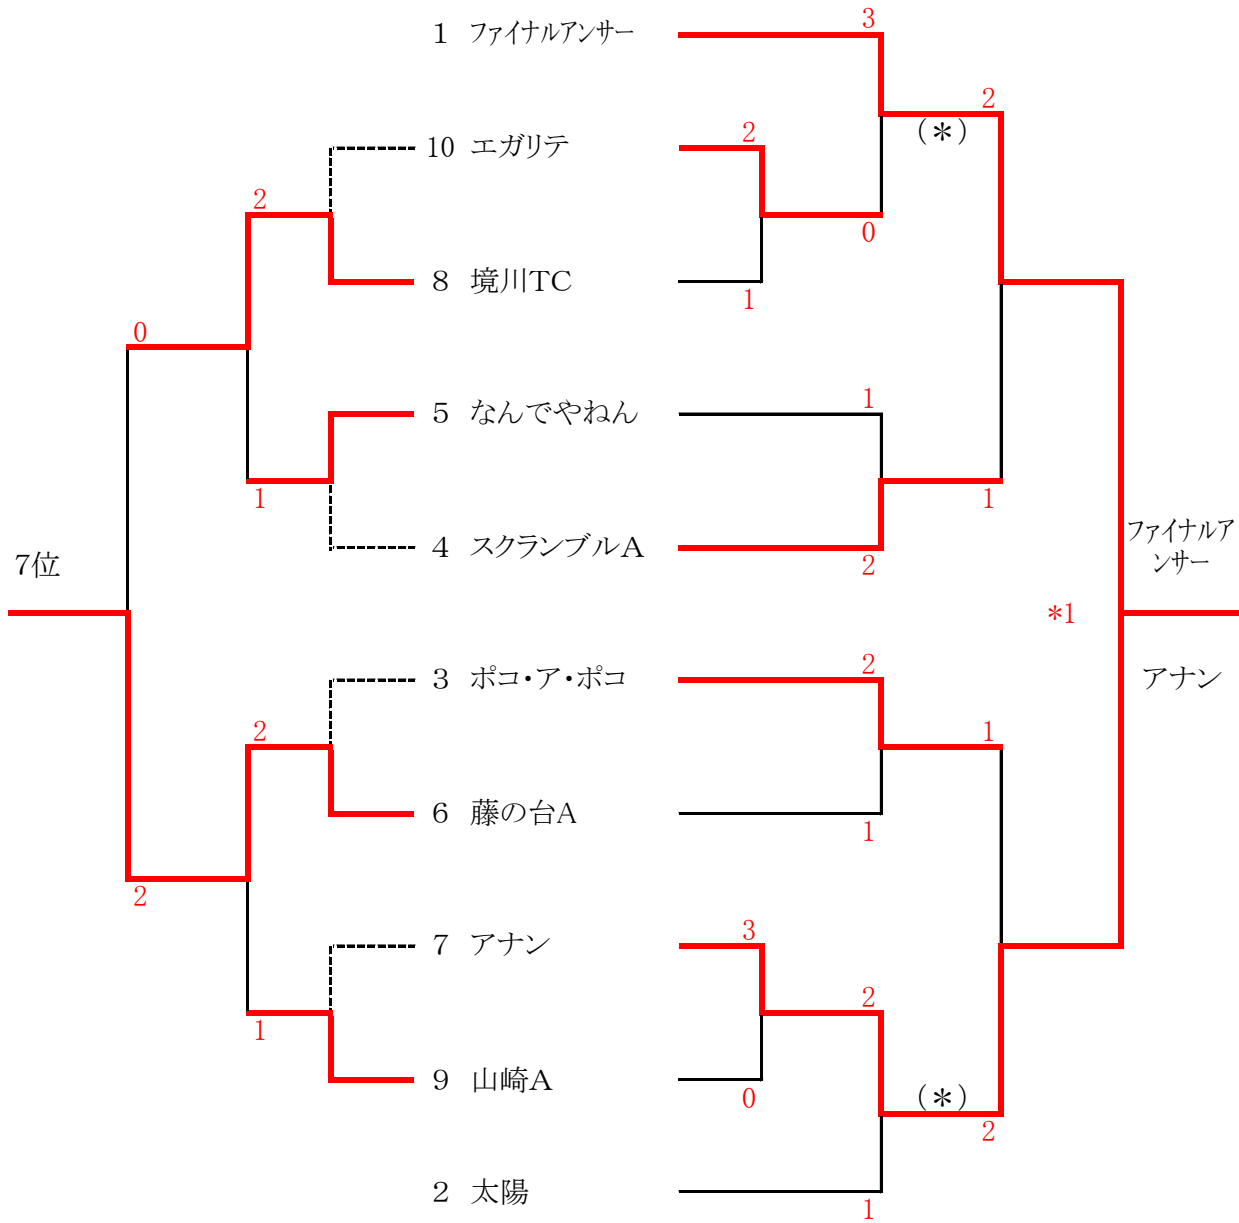 3
1 ファイナルアンサー
2
(*)
10 エガリテ
2
2
0
8 境川TC
1
0
5 なんでやねん
1
1
1
4 スクランブルA
2
7位
ファイナルア
ンサー
*1
3 ポコ・ア・ポコ
2
アナン
2
1
6 藤の台A
1
2
7 アナン
3
2
1
9 山崎A
0
(*)
2
2 太陽
1